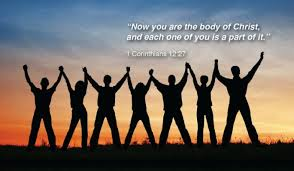 "Now you are the body of Christ,
and each one of you is a part of it."
1 Corinthians 12:27